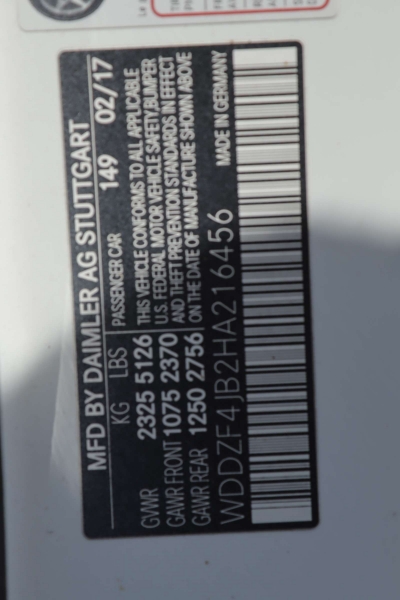 MFD BY DAIMLER AG STUTTGART
KG LBS PASSENGER CAR 149 02/17
GVWR 2325 5126 THIS VEHICLE CONFORMS TO ALL APPLICABLE
U.S. FEDERAL MOTOR VEHICLE SAFETY,BUMPER
GAWR FRONT 1075 2370 AND THEFT PREVENTION STANDARDS IN EFFECT
GAWR REAR 1250 2756 ON THE DATE OF MANUFACTURE SHOWN ABOVE
WDDZF4JB2HA216456 MADE IN GERMANY